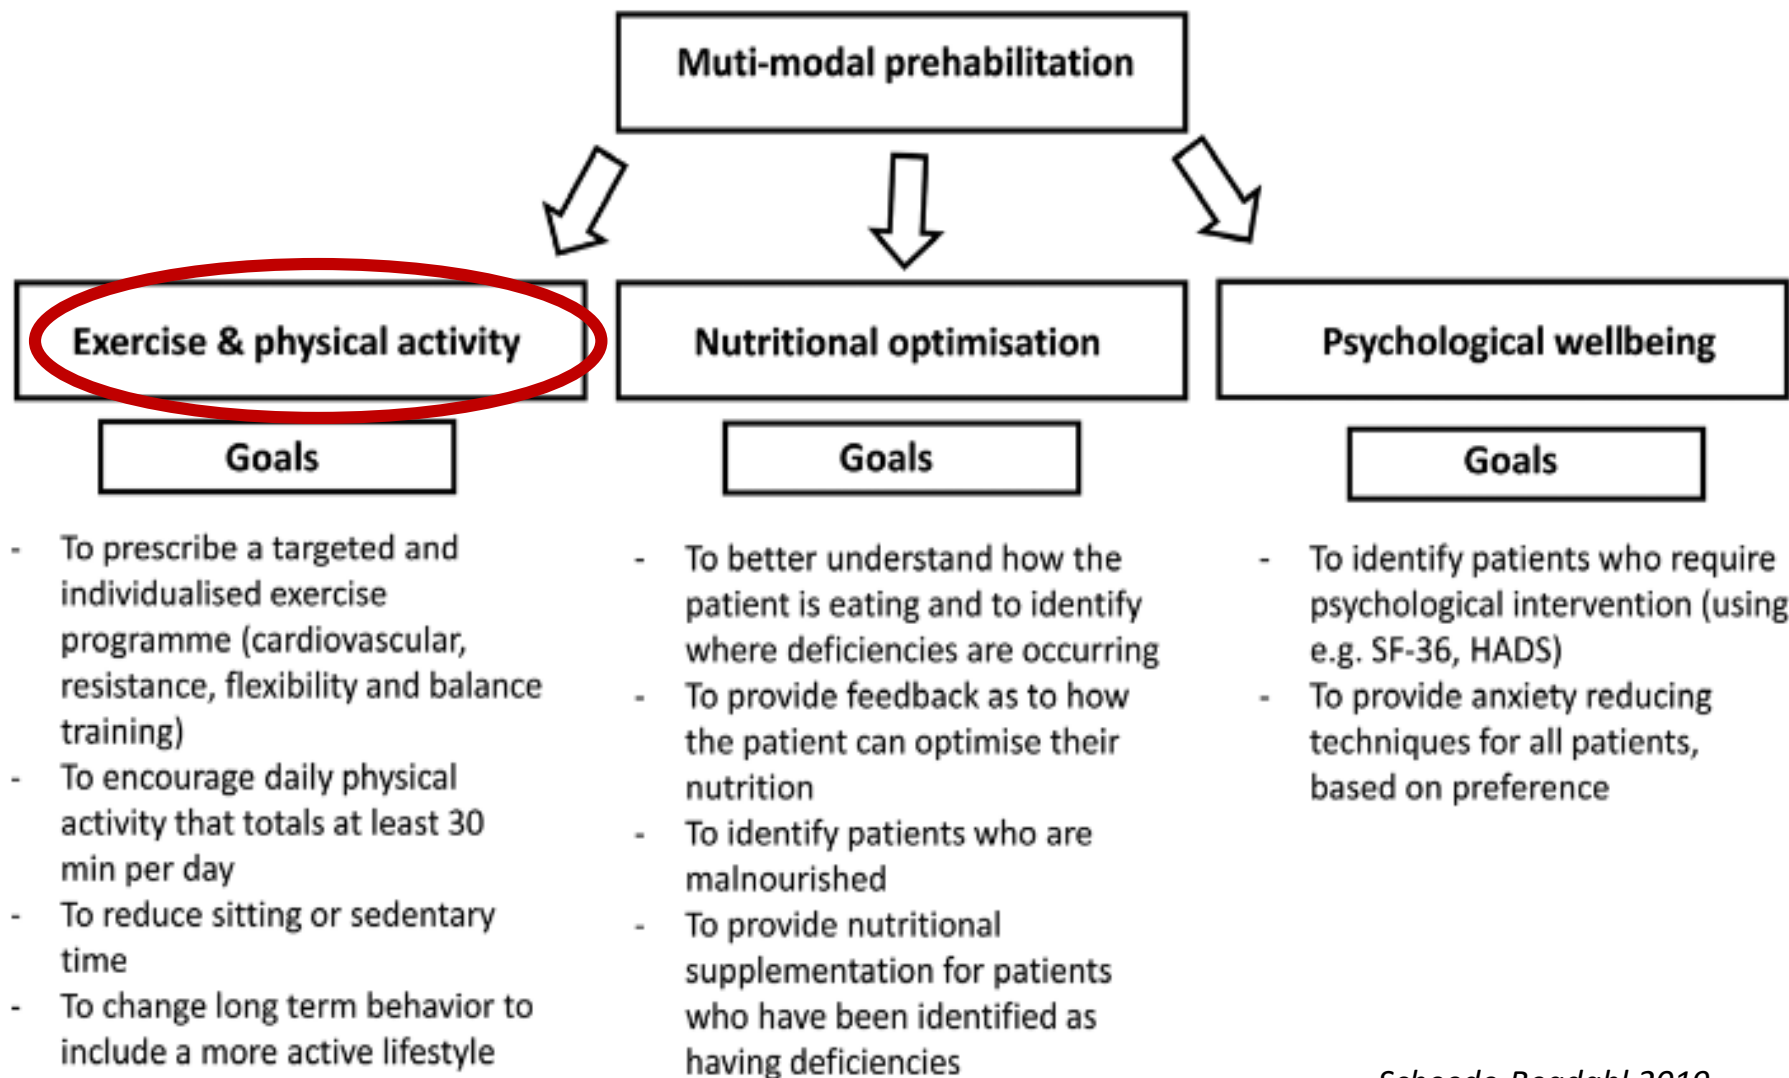 Muti-modal prehabilitation
Exercise & physical activity
Goals
- To prescribe a targeted and
individualised exercise
programme (cardiovascular,
resistance, flexibility and balance
training)
- To encourage daily physical
activity that totals at least 30
min per day
- To reduce sitting or sedentary
time
- To change long term behavior to
include a more active lifestyle
Nutritional optimisation
Goals
- To better understand how the
patient is eating and to identify
where deficiencies are occurring
- To provide feedback as to how
the patient can optimise their
nutrition
- To identify patients who are
malnourished
- To provide nutritional
supplementation for patients
who have been identified as
having deficiencies
Psychological wellbeing
Goals
- To identify patients who require
psychological intervention (using
e.g. SF-36, HADS)
- To provide anxiety reducing
techniques for all patients,
based on preference